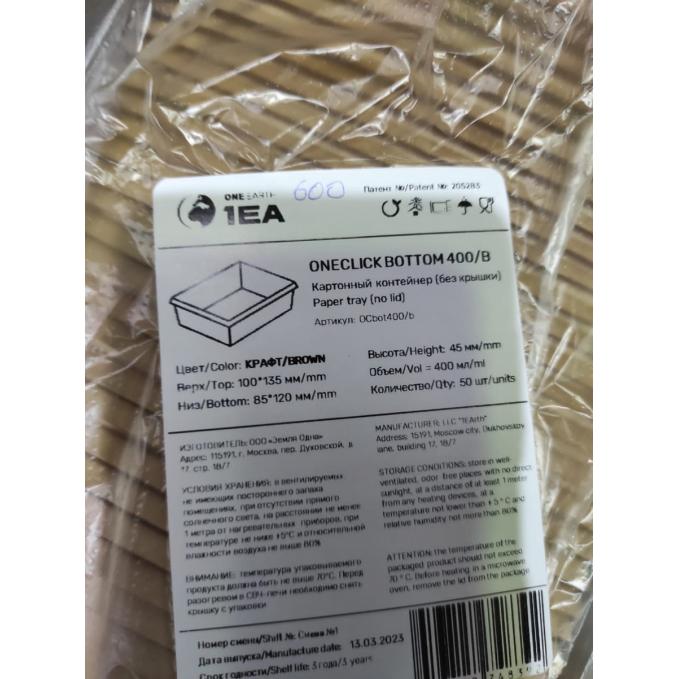 ONE EARTH
1EA
600
Патент №/Patent №: 205283
ONECLICK BOTTOM 400/B
Картонный контейнер (без крышки)
Paper tray (no lid)
Артикул: OCbot400/b
Цвет/Color: КРАФТ/BROWN
Верх/Top: 100*135 мм/mm
Низ/Bottom: 85*120 мм/mm
Высота/Height: 45 мм/mm
Объем/Vol = 400 мл/ml
Количество/Qty: 50 шт/units
ИЗГОТОВИТЕЛЬ: ООО «Земля Одна»
Адрес: 115191, г. Москва, пер. Духовской, д
*7, стр. 18/7
УСЛОВИЯ ХРАНЕНИЯ: в вентилируемых
не имеющих постороннего запаха
помещениях, при отсутствии прямого
солнечного света, на расстоянии не менее
1 метра от нагревательных приборов, при
температуре не ниже +5°C и относительной
влажности воздуха не выше 80%
ВНИМАНИЕ: температура упаковываемого
продукта должна быть не выше 70°C. Перед
разогревом в СВЧ-печи необходимо снять
крышку с упаковки
MANUFACTURER: LLC "1EArth"
Address: 15191, Moscow city, Dukhovskoy
lane, building 17, 18/7
STORAGE CONDITIONS: store in well-
ventilated, odor free places with no direct
sunlight, at a distance of at least 1 meter
from any heating devices, at a
temperature not lower than +5 °C and
relative humidity not more than 80%
ATTENTION: the temperature of the
packaged product should not exceed
70 °C. Before heating in a microwave
oven, remove the lid from the package
Номер смены/Shift №: Смена №1
Дата выпуска/Manufacture date: 13.03.2023
Срок годности/Shelf life: 3 года/3 years